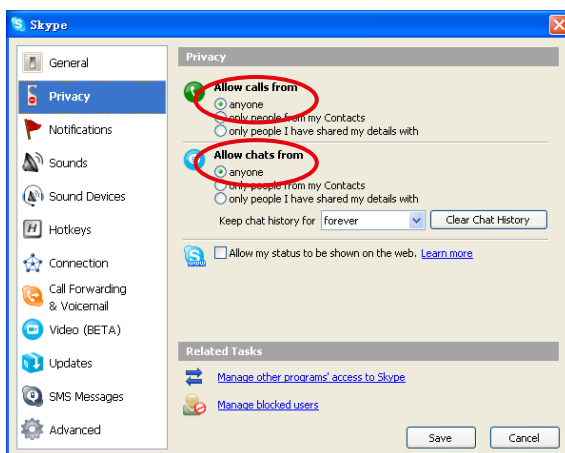 Skype
General
Privacy
Notifications
Sounds
Sound Devices
Hotkeys
Connection
Call Forwarding
& Voicemail
Video (BETA)
Updates
SMS Messages
Advanced
Privacy
Allow calls from
anyone
only people from my Contacts
only people I have shared my details with
Allow chats from
anyone
only people from my Contacts
only people I have shared my details with
Keep chat history for forever Clear Chat History
Allow my status to be shown on the web. Learn more
Related Tasks
Manage other programs' access to Skype
Manage blocked users
Save Cancel